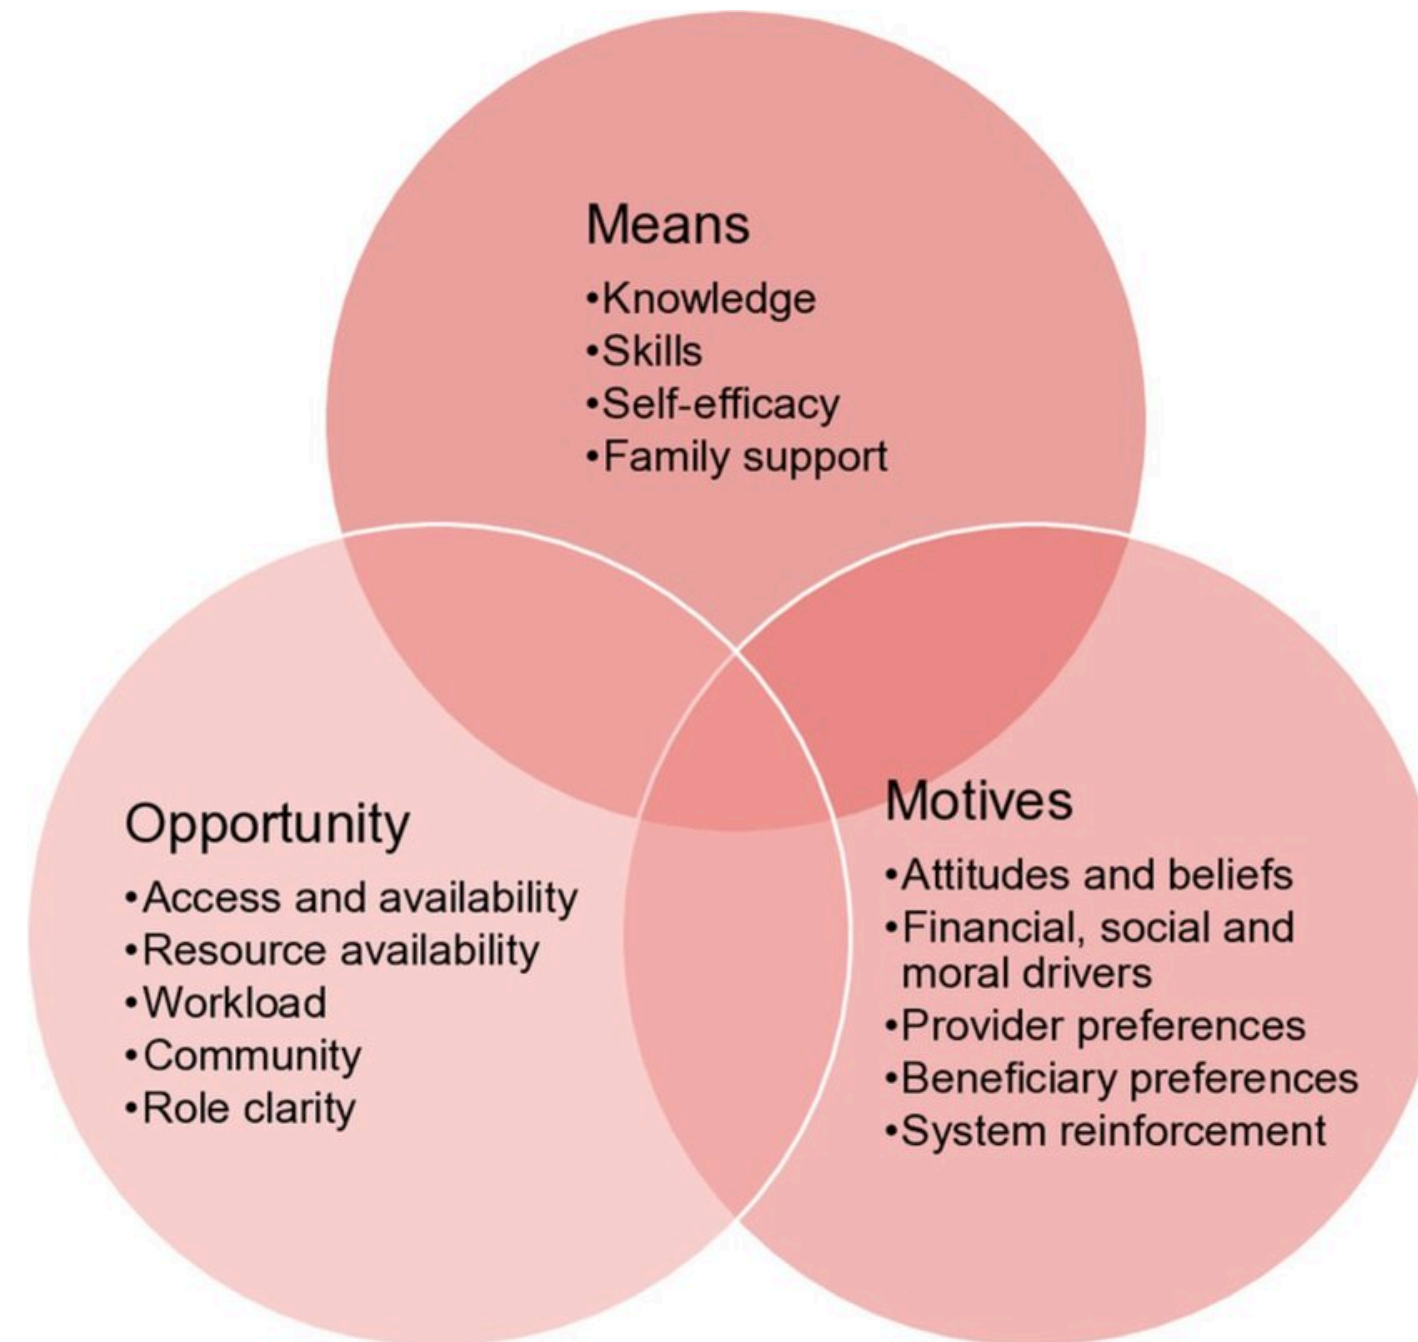 Means
•Knowledge
•Skills
•Self-efficacy
•Family support
Opportunity
•Access and availability
•Resource availability
•Workload
•Community
•Role clarity
Motives
•Attitudes and beliefs
•Financial, social and
moral drivers
•Provider preferences
•Beneficiary preferences
•System reinforcement